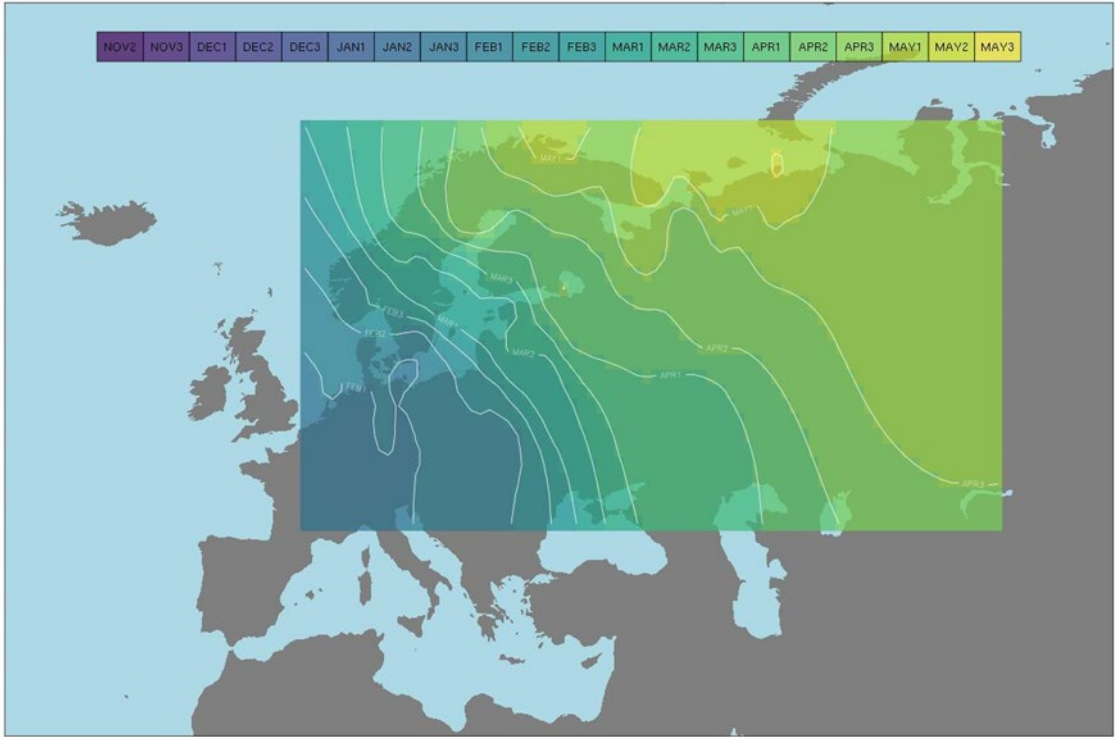 NOV2 NOV3 DEC1 DEC2 DEC3 JAN1 JAN2 JAN3 FEB1 FEB2 FEB3 MAR1 MAR2 MAR3 APR1 APR2 APR3 MAY1 MAY2 MAY3
MAY1
MAY1
MAR3
FEB3
MAR1
FEB2
APR2
MAR2
APR1
FEB1
APR3